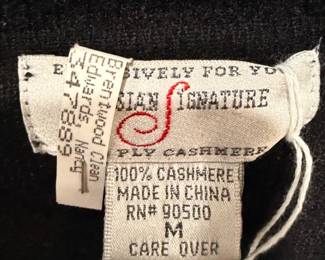 E SIVELY FOR YO
SIAN SIGNATURE
PLY CASHMERE
Brentwood Clean
Edwards, Nancy
347889
100% CASHMERE
MADE IN CHINA
RN# 90500
M
CARE OVER